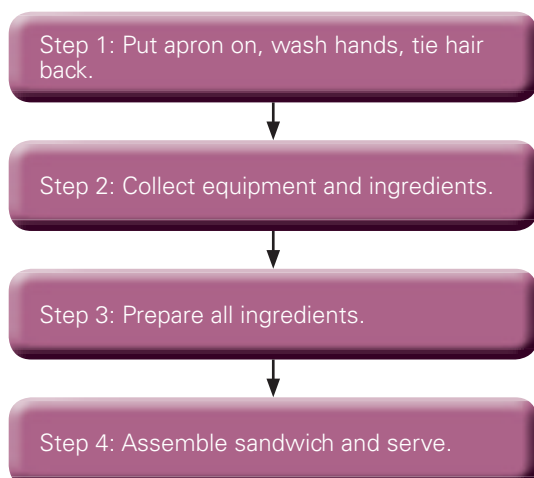 Step 1: Put apron on, wash hands, tie hair
back.
Step 2: Collect equipment and ingredients.
Step 3: Prepare all ingredients.
Step 4: Assemble sandwich and serve.